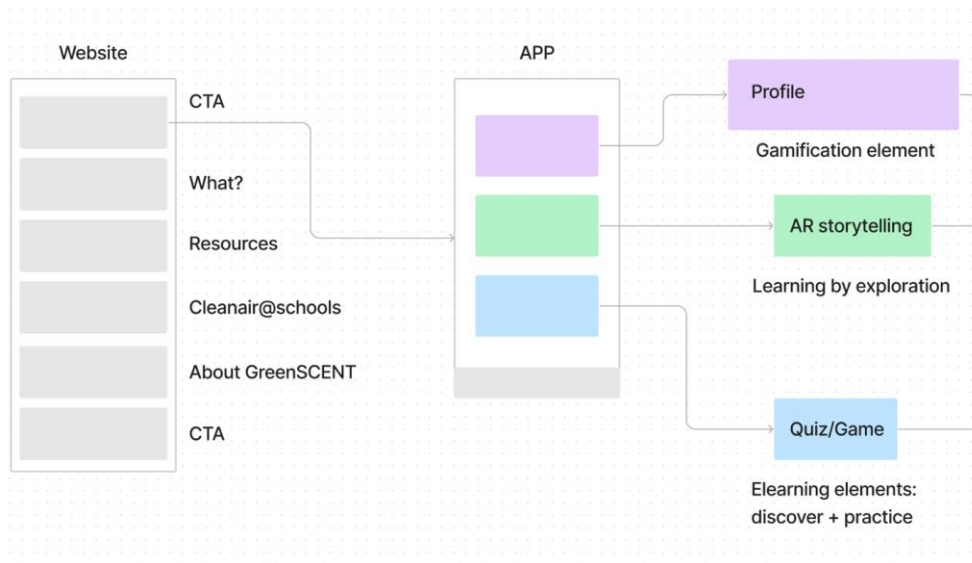 Website
CTA
What?
Resources
Cleanair@schools
About GreenSCENT
CTA
APP
Profile
Gamification element
AR storytelling
Learning by exploration
Quiz/Game
Elearning elements:
discover + practice